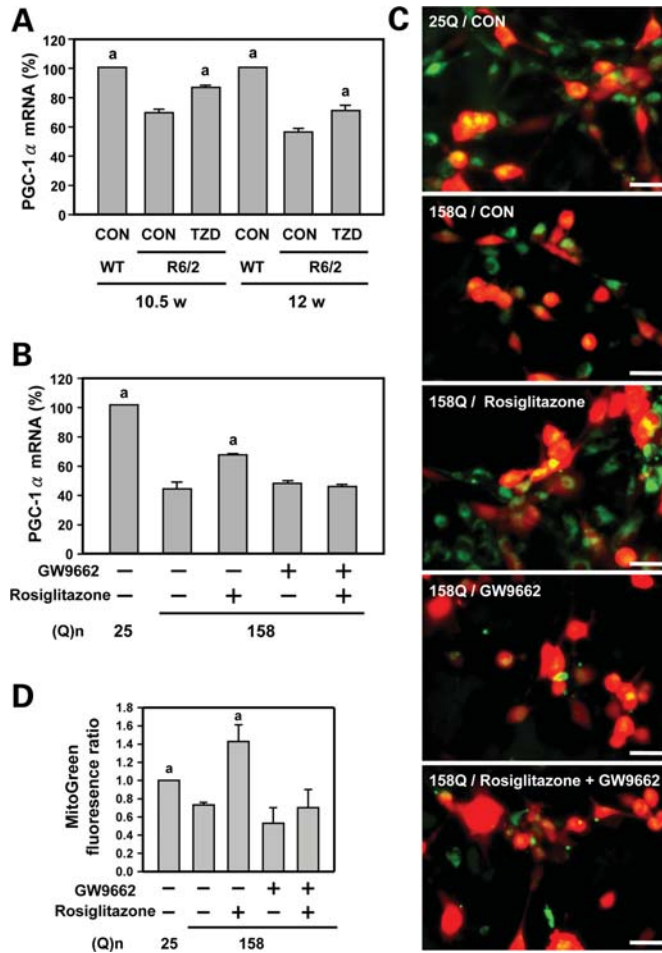 A
PGC-1 α mRNA (%)
120
100
80
60
40
20
0
a a a a
CON CON TZD CON CON TZD
WT R6/2 WT R6/2
10.5 w 12 w
B
PGC-1 α mRNA (%)
120
100
80
60
40
20
0
a a
GW9662 – – – + +
Rosiglitazone – – + – +
(Q)n 25 158
D
MitoGreen
fluoresence ratio
1.8
1.6
1.4
1.2
1.0
0.8
0.6
0.4
0.2
0.0
a a
GW9662 – – – + +
Rosiglitazone – – + – +
(Q)n 25 158
C
25Q / CON
158Q / CON
158Q / Rosiglitazone
158Q / GW9662
158Q / Rosiglitazone + GW9662